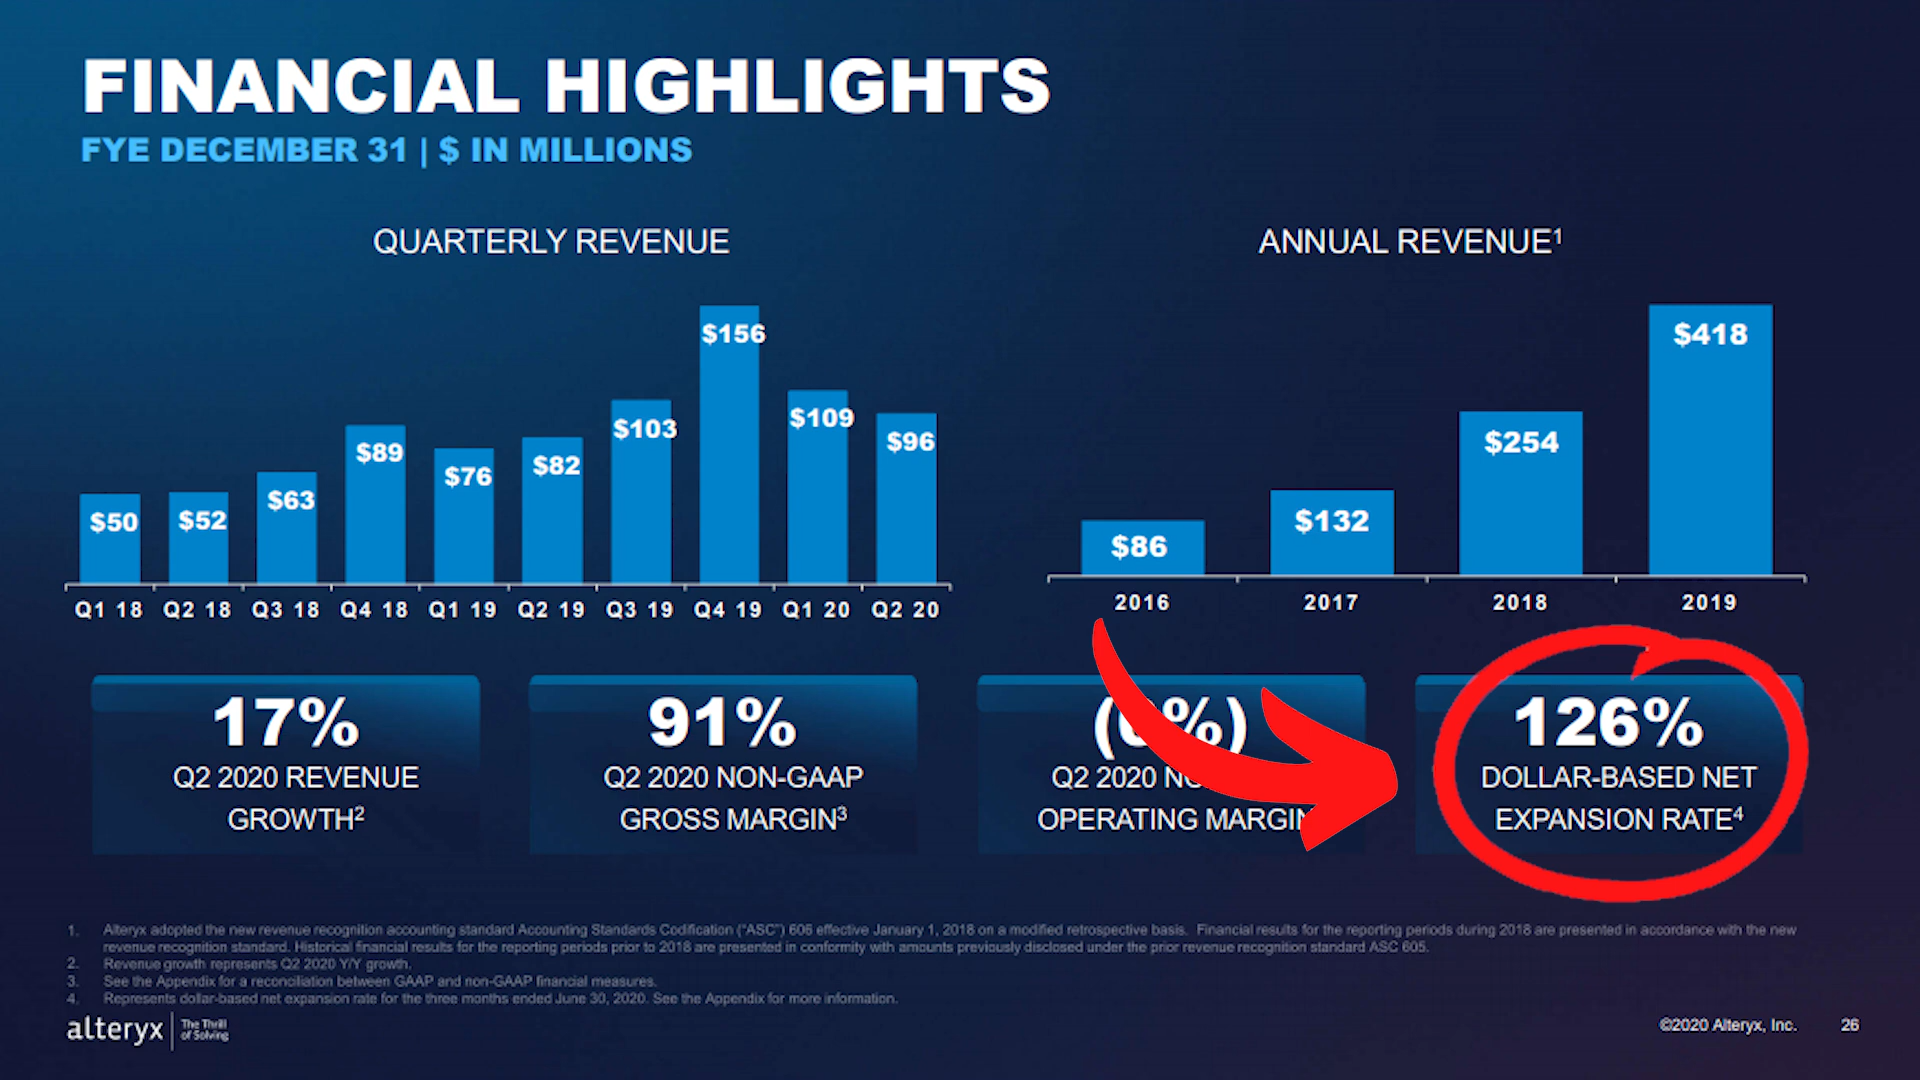 FINANCIAL HIGHLIGHTS
FYE DECEMBER 31 | $ IN MILLIONS
QUARTERLY REVENUE
$50 $52 $63 $89 $76 $82 $103 $156 $109 $96
Q1 18 Q2 18 Q3 18 Q4 18 Q1 19 Q2 19 Q3 19 Q4 19 Q1 20 Q2 20
ANNUAL REVENUE¹
$86 $132 $254 $418
2016 2017 2018 2019
17%
Q2 2020 REVENUE
GROWTH²
91%
Q2 2020 NON-GAAP
GROSS MARGIN³
Q2 2020
OPERATING
126%
DOLLAR-BASED NET
EXPANSION RATE⁴
1. Alteryx adopted the new revenue recognition accounting standard Accounting Standards Codification ("ASC") 606 effective January 1, 2018 on a modified retrospective basis. Financial results for the reporting periods during 2018 are presented in accordance with the new
revenue recognition standard. Historical financial results for the reporting periods prior to 2018 are presented in conformity with amounts previously disclosed under the prior revenue recognition standard ASC 605.
2. Revenue growth represents Q2 2020 Y/Y growth.
3. See the Appendix for a reconciliation between GAAP and non-GAAP financial measures.
4. Represents dollar-based net expansion rate for the three months ended June 30, 2020. See the Appendix for more information.
alteryx
The Thrill
of Solving
©2020 Alteryx, Inc. 26